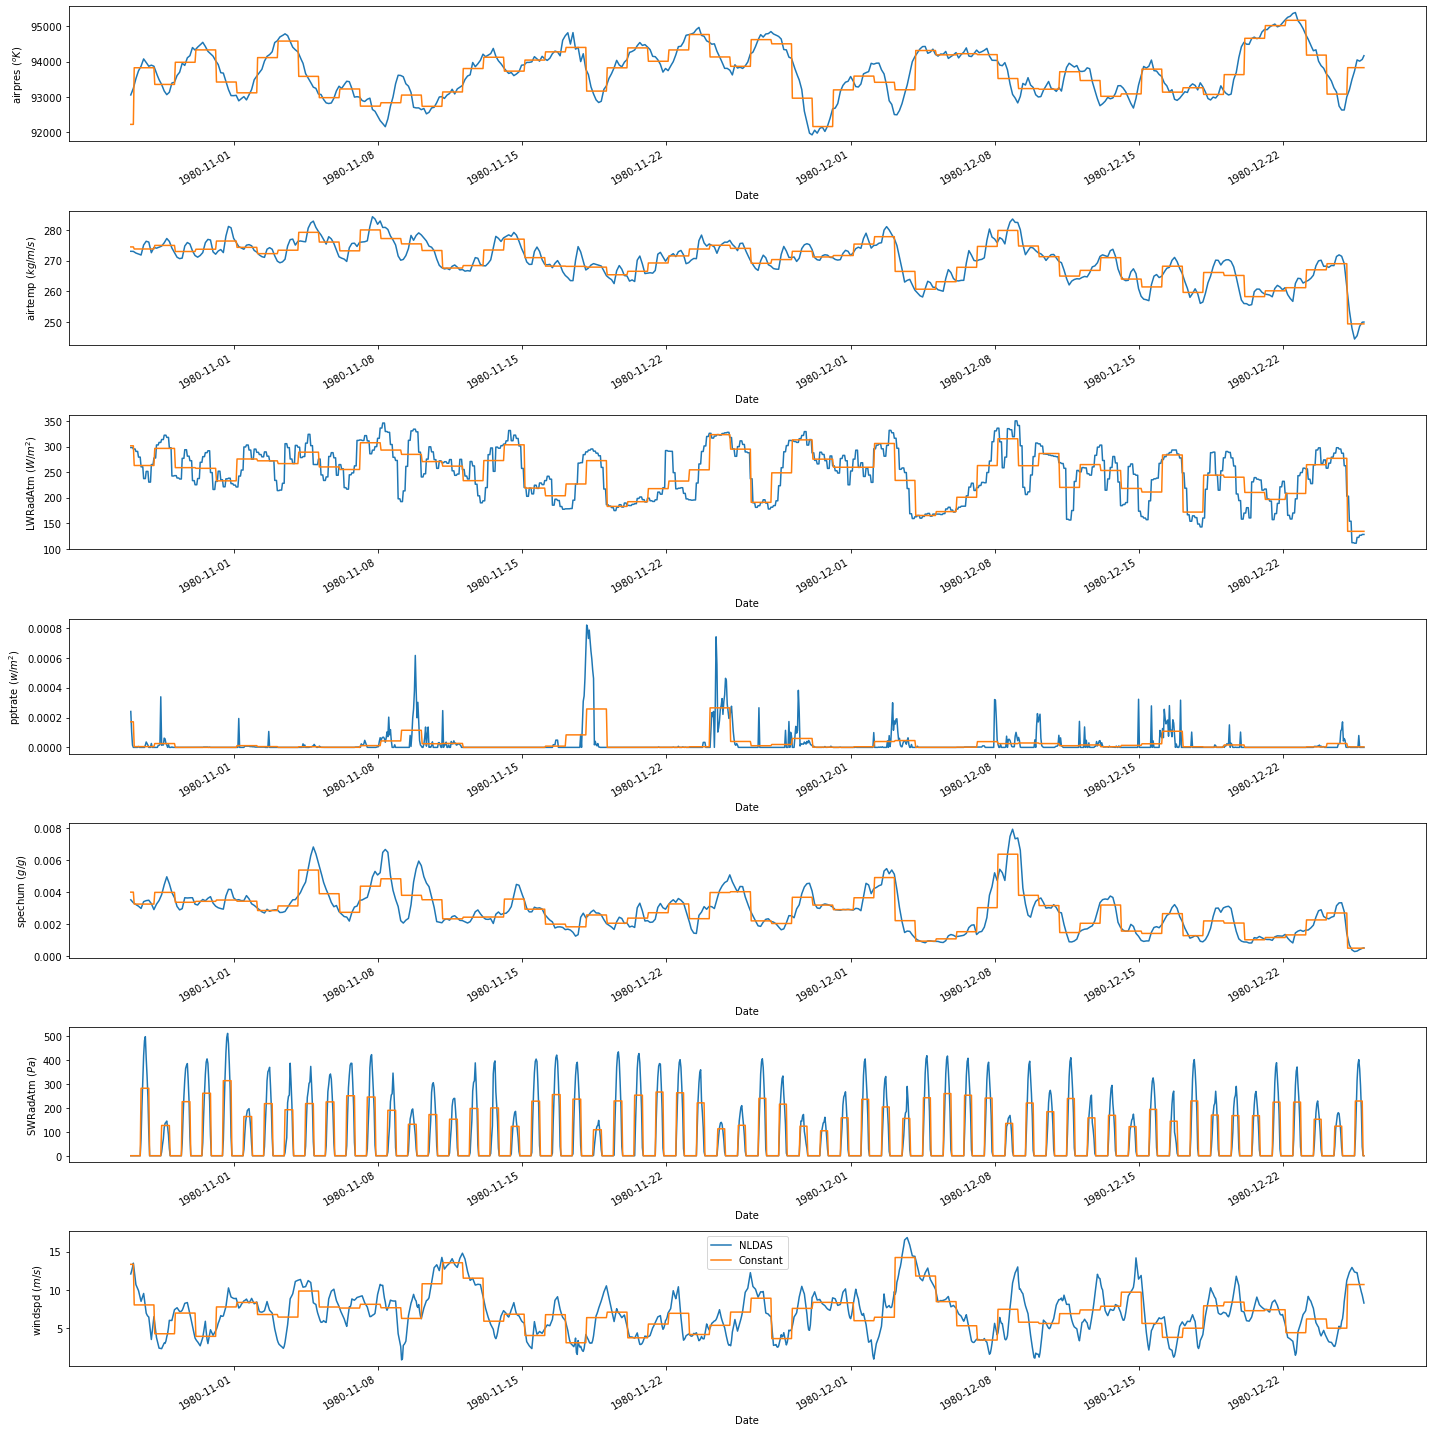 airpres (°K)
95000
94000
93000
92000
1980-11-01 1980-11-08 1980-11-15 1980-11-22 1980-12-01 1980-12-08 1980-12-15 1980-12-22
Date
airtemp (kg/m/s)
280
270
260
250
1980-11-01 1980-11-08 1980-11-15 1980-11-22 1980-12-01 1980-12-08 1980-12-15 1980-12-22
Date
LWRadAtm (W/m²)
350
300
250
200
150
100
1980-11-01 1980-11-08 1980-11-15 1980-11-22 1980-12-01 1980-12-08 1980-12-15 1980-12-22
Date
pptrate (w/m²)
0.0008
0.0006
0.0004
0.0002
0.0000
1980-11-01 1980-11-08 1980-11-15 1980-11-22 1980-12-01 1980-12-08 1980-12-15 1980-12-22
Date
spechum (g/g)
0.008
0.006
0.004
0.002
0.000
1980-11-01 1980-11-08 1980-11-15 1980-11-22 1980-12-01 1980-12-08 1980-12-15 1980-12-22
Date
SWRadAtm (Pa)
500
400
300
200
100
0
1980-11-01 1980-11-08 1980-11-15 1980-11-22 1980-12-01 1980-12-08 1980-12-15 1980-12-22
Date
windspd (m/s)
15
10
5
NLDAS
Constant
1980-11-01 1980-11-08 1980-11-15 1980-11-22 1980-12-01 1980-12-08 1980-12-15 1980-12-22
Date